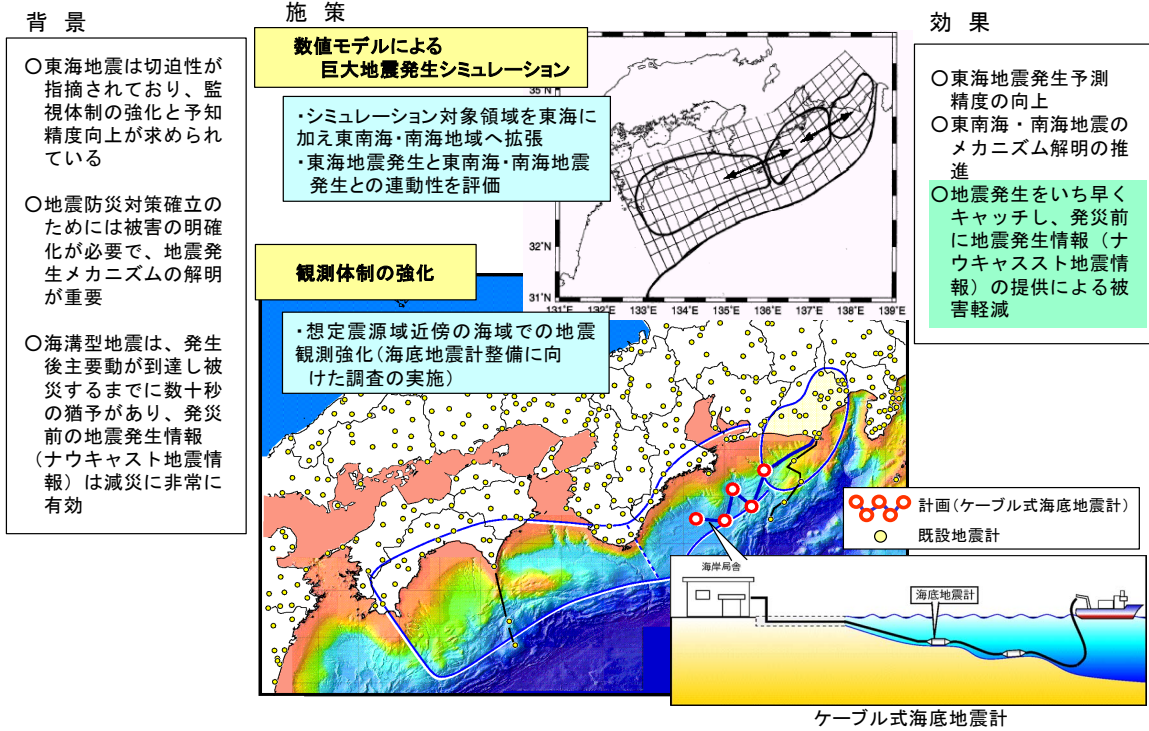 背 景
〇東海地震は切迫性が
指摘されており、監
視体制の強化と予知
精度向上が求められ
ている
〇地震防災対策確立の
ためには被害の明確
化が必要で、地震発
生メカニズムの解明
が重要
〇海溝型地震は、発生
後主要動が到達し被
災するまでに数十秒
の猶予があり、発災
前の地震発生情報
（ナウキャスト地震情
報）は減災に非常に
有効
施 策
数値モデルによる
巨大地震発生シミュレーション
・シミュレーション対象領域を東海に
加え東南海・南海地域へ拡張
・東海地震発生と東南海・南海地震
発生との連動性を評価
35°N
32°N
31°N
131°E 132°E 133°E 134°E 135°E 136°E 137°E 138°E 139°E
観測体制の強化
・想定震源域近傍の海域での地震
観測強化（海底地震計整備に向
けた調査の実施）
計画（ケーブル式海底地震計）
既設地震計
海岸局舎
海底地震計
ケーブル式海底地震計
効 果
〇東海地震発生予測
精度の向上
〇東南海・南海地震の
メカニズム解明の推
進
〇地震発生をいち早く
キャッチし、発災前
に地震発生情報（ナ
ウキャススト地震情
報）の提供による被
害軽減